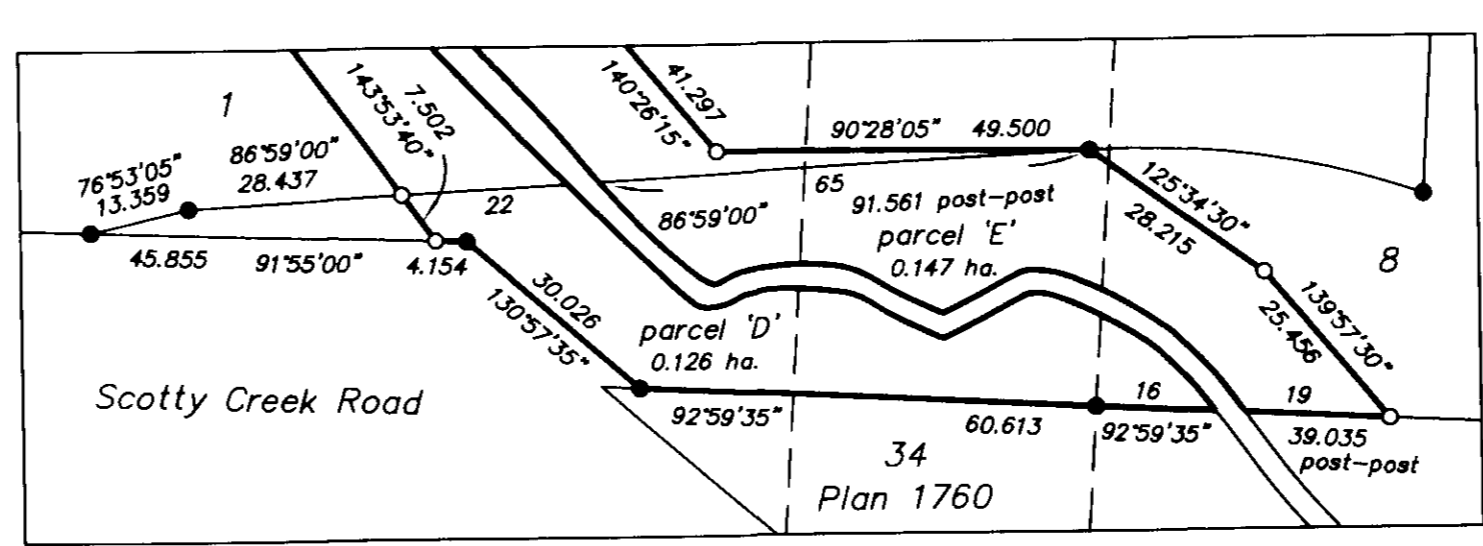 1
143°53'40"
7.502
140°26'15"
41.297
90°28'05" 49.500
76°53'05"
13.359
86°59'00"
28.437
22
65
86°59'00"
91.561 post-post
parcel 'E'
0.147 ha.
125°34'30"
28.215
8
45.855 91°55'00" 4.154
30.026
130°57'35"
parcel 'D'
0.126 ha.
139°57'30"
25.456
Scotty Creek Road
92°59'35" 60.613
16
92°59'35"
19
39.035
post-post
34
Plan 1760